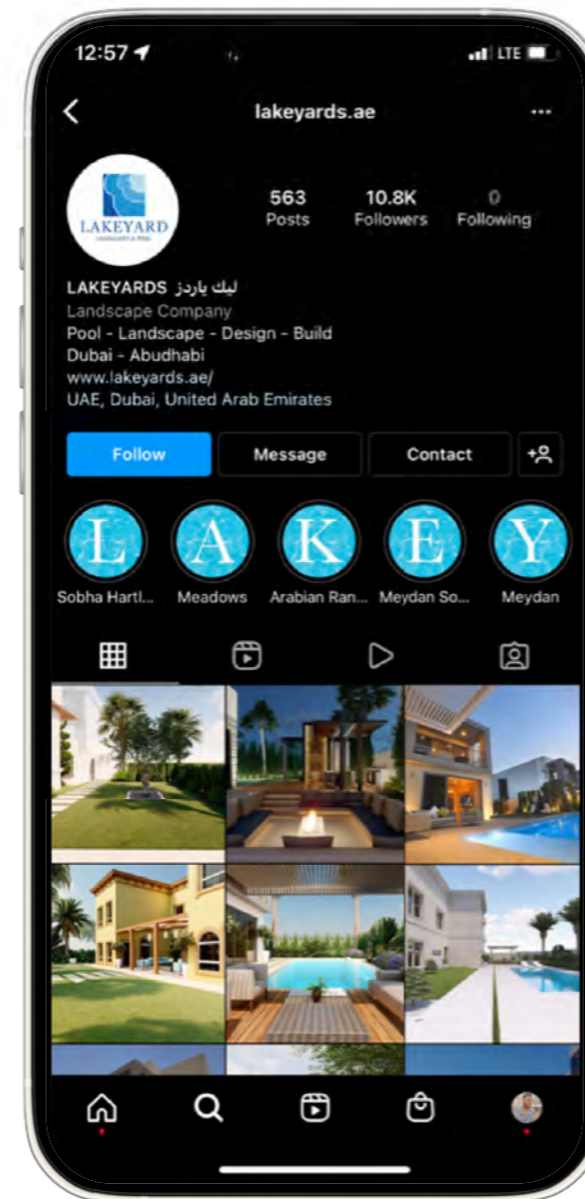 12:57
LTE
lakeyards.ae
LAKEYARD
563
Posts
10.8K
Followers
0
Following
LAKEYARDS ليك ياردز
Landscape Company
Pool - Landscape - Design - Build
Dubai - Abudhabi
www.lakeyards.ae/
UAE, Dubai, United Arab Emirates
Follow
Message
Contact
L
A
K
E
Y
Sobha Hartl...
Meadows
Arabian Ran...
Meydan So...
Meydan